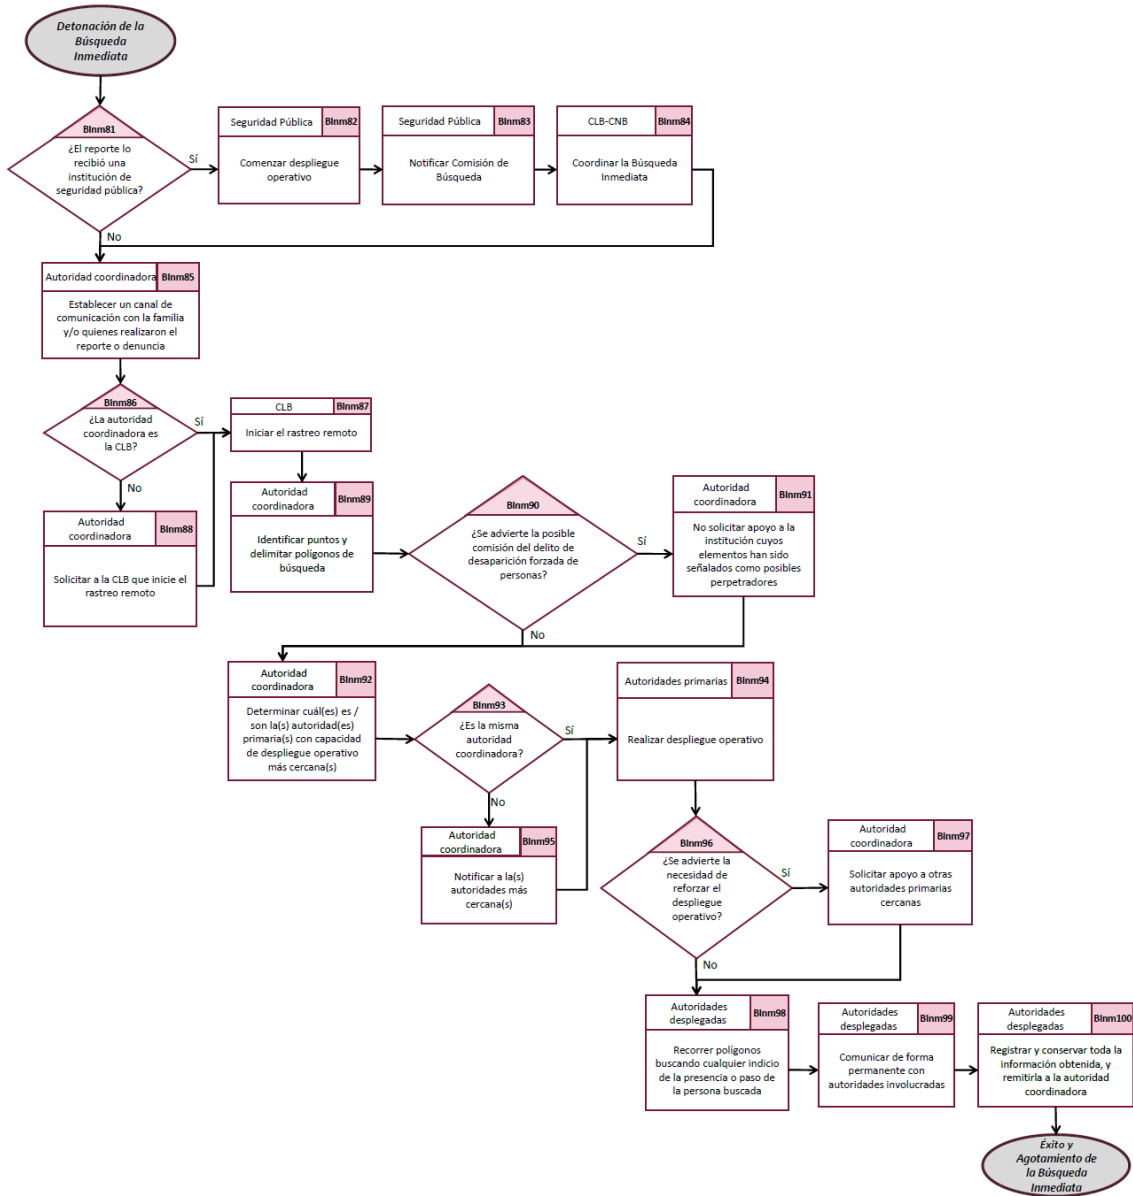 Detonación de la
Búsqueda
Inmediata
BInm81
¿El reporte lo
recibió una
institución de
seguridad pública?
Sí
No
Seguridad Pública
BInm82
Comenzar despliegue
operativo
Seguridad Pública
BInm83
Notificar Comisión de
Búsqueda
CLB-CNB
BInm84
Coordinar la Búsqueda
Inmediata
Autoridad coordinadora
BInm85
Establecer un canal de
comunicación con la familia
y/o quienes realizaron el
reporte o denuncia
BInm86
¿La autoridad
coordinadora es
la CLB?
Sí
No
CLB
BInm87
Iniciar el rastreo remoto
Autoridad
coordinadora
BInm88
Solicitar a la CLB que inicie el
rastreo remoto
Autoridad
coordinadora
BInm89
Identificar puntos y
delimitar polígonos de
búsqueda
BInm90
¿Se advierte la posible
comisión del delito de
desaparición forzada de
personas?
Sí
No
Autoridad
coordinadora
BInm91
No solicitar apoyo a la
institución cuyos
elementos han sido
señalados como posibles
perpetradores
Autoridad
coordinadora
BInm92
Determinar cuál(es) es /
son la(s) autoridad(es)
primaria(s) con capacidad
de despliegue operativo
más cercana(s)
BInm93
¿Es la misma
autoridad
coordinadora?
Sí
No
Autoridades primarias
BInm94
Realizar despliegue operativo
Autoridad
coordinadora
BInm95
Notificar a la(s)
autoridades más
cercana(s)
BInm96
¿Se advierte la
necesidad de
reforzar el
despliegue
operativo?
Sí
No
Autoridad
coordinadora
BInm97
Solicitar apoyo a otras
autoridades primarias
cercanas
Autoridades
desplegadas
BInm98
Recorrer polígonos
buscando cualquier indicio
de la presencia o paso de
la persona buscada
Autoridades
desplegadas
BInm99
Comunicar de forma
permanente con
autoridades involucradas
Autoridades
desplegadas
BInm100
Registrar y conservar toda la
información obtenida, y
remitirla a la autoridad
coordinadora
Éxito y
Agotamiento de
la Búsqueda
Inmediata